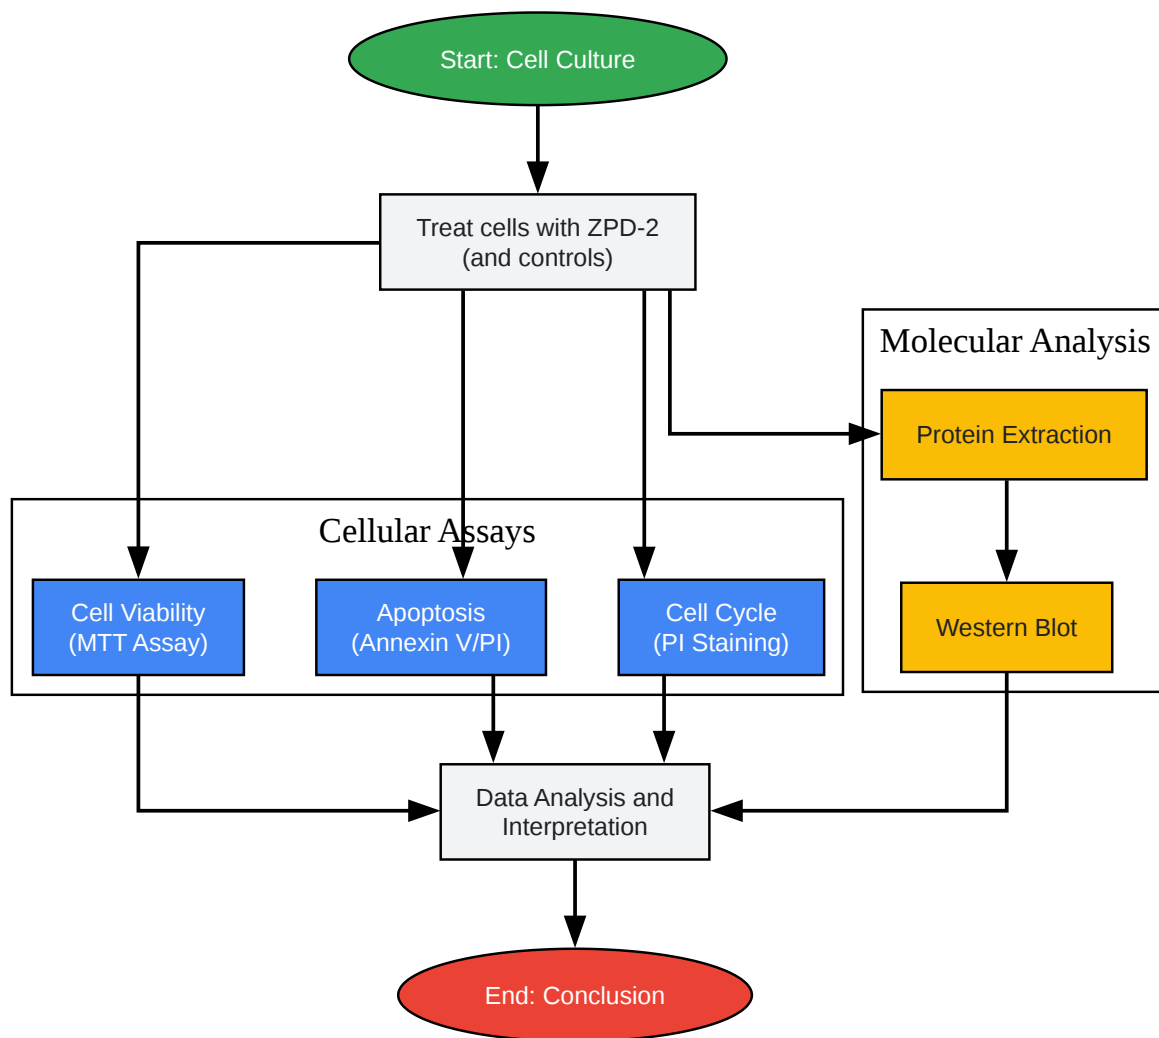 Start: Cell Culture
Treat cells with ZPD-2
(and controls)
Molecular Analysis
Protein Extraction
Cellular Assays
Cell Viability
(MTT Assay)
Apoptosis
(Annexin V/PI)
Cell Cycle
(PI Staining)
Western Blot
Data Analysis and
Interpretation
End: Conclusion